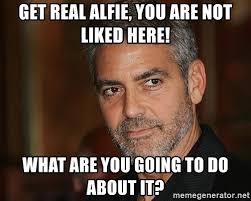 GET REAL ALFIE, YOU ARE NOT
LIKED HERE!
WHAT ARE YOU GOING TO DO
ABOUT IT?
memegenerator.net